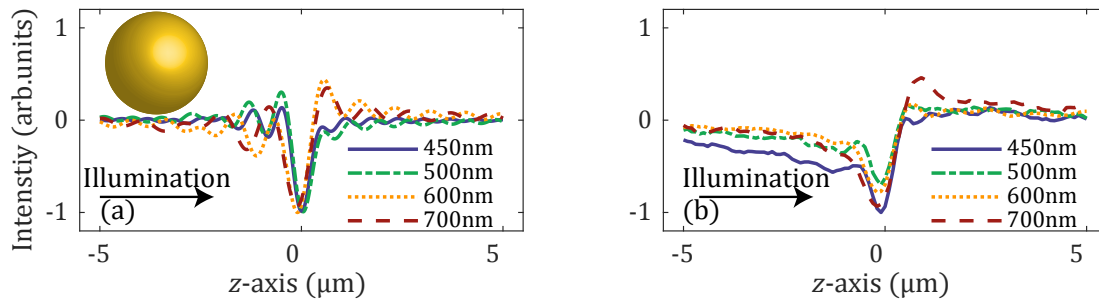 Intenstiy (arb.units)
1
0
-1
Illumination
(a)
450nm
500nm
600nm
700nm
-5
0
5
z-axis (μm)
1
0
-1
Illumination
(b)
450nm
500nm
600nm
700nm
-5
0
5
z-axis (μm)